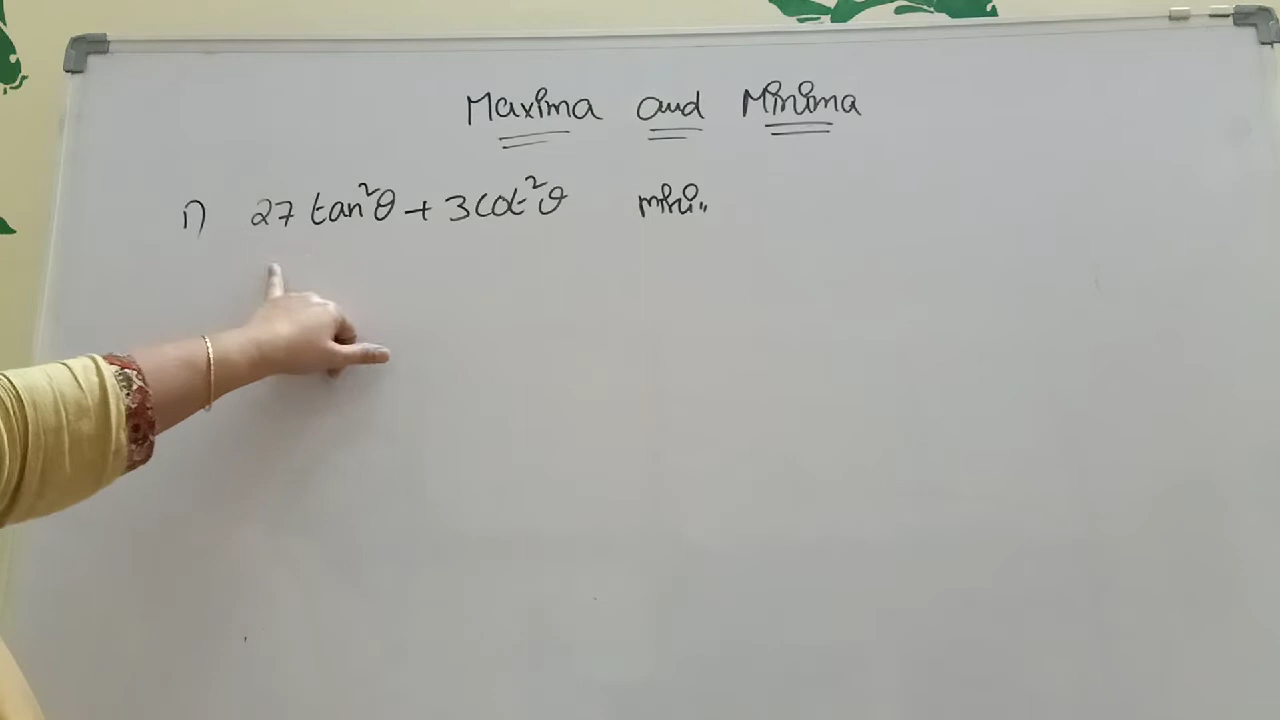 Maxima and Minima
1) 27 tan²θ + 3cot²θ mini..